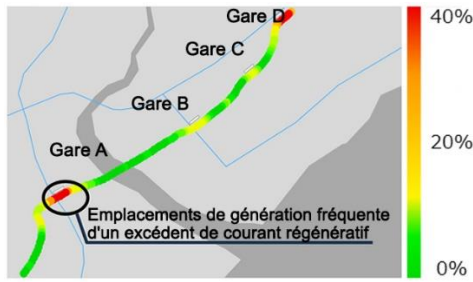 Gare D
40%
Gare C
Gare B
20%
Gare A
Emplacements de génération fréquente
d'un excédent de courant régénératif
0%